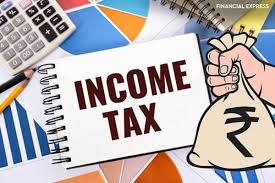 FINANCIAL EXPRESS
INCOME
TAX
₹